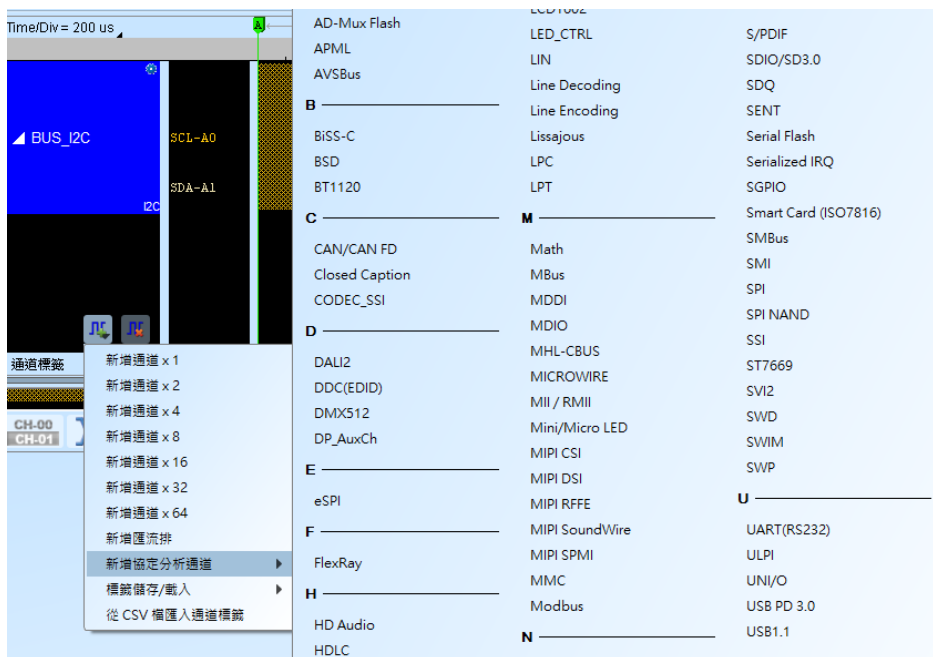 Time/Div = 200 us
A
BUS_I2C
I2C
SCL-A0
SDA-A1
通道標籤
CH-00
CH-01
新增通道 x 1
新增通道 x 2
新增通道 x 4
新增通道 x 8
新增通道 x 16
新增通道 x 32
新增通道 x 64
新增匯流排
新增協定分析通道
標籤儲存/載入
從 CSV 檔匯入通道標籤
AD-Mux Flash
APML
AVSBus
B
BiSS-C
BSD
BT1120
C
CAN/CAN FD
Closed Caption
CODEC_SSI
D
DALI2
DDC(EDID)
DMX512
DP_AuxCh
E
eSPI
F
FlexRay
H
HD Audio
HDLC
LCD1602
LED_CTRL
LIN
Line Decoding
Line Encoding
Lissajous
LPC
LPT
M
Math
MBus
MDDI
MDIO
MHL-CBUS
MICROWIRE
MII / RMII
Mini/Micro LED
MIPI CSI
MIPI DSI
MIPI RFFE
MIPI SoundWire
MIPI SPMI
MMC
Modbus
N
S/PDIF
SDIO/SD3.0
SDQ
SENT
Serial Flash
Serialized IRQ
SGPIO
Smart Card (ISO7816)
SMBus
SMI
SPI
SPI NAND
SSI
ST7669
SVI2
SWD
SWIM
SWP
U
UART(RS232)
ULPI
UNI/O
USB PD 3.0
USB1.1